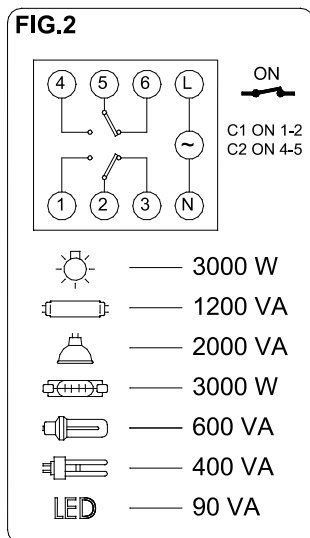 FIG.2
4 5 6 L
ON
~
C1 ON 1-2
C2 ON 4-5
1 2 3 N
3000 W
1200 VA
2000 VA
3000 W
600 VA
400 VA
LED 90 VA